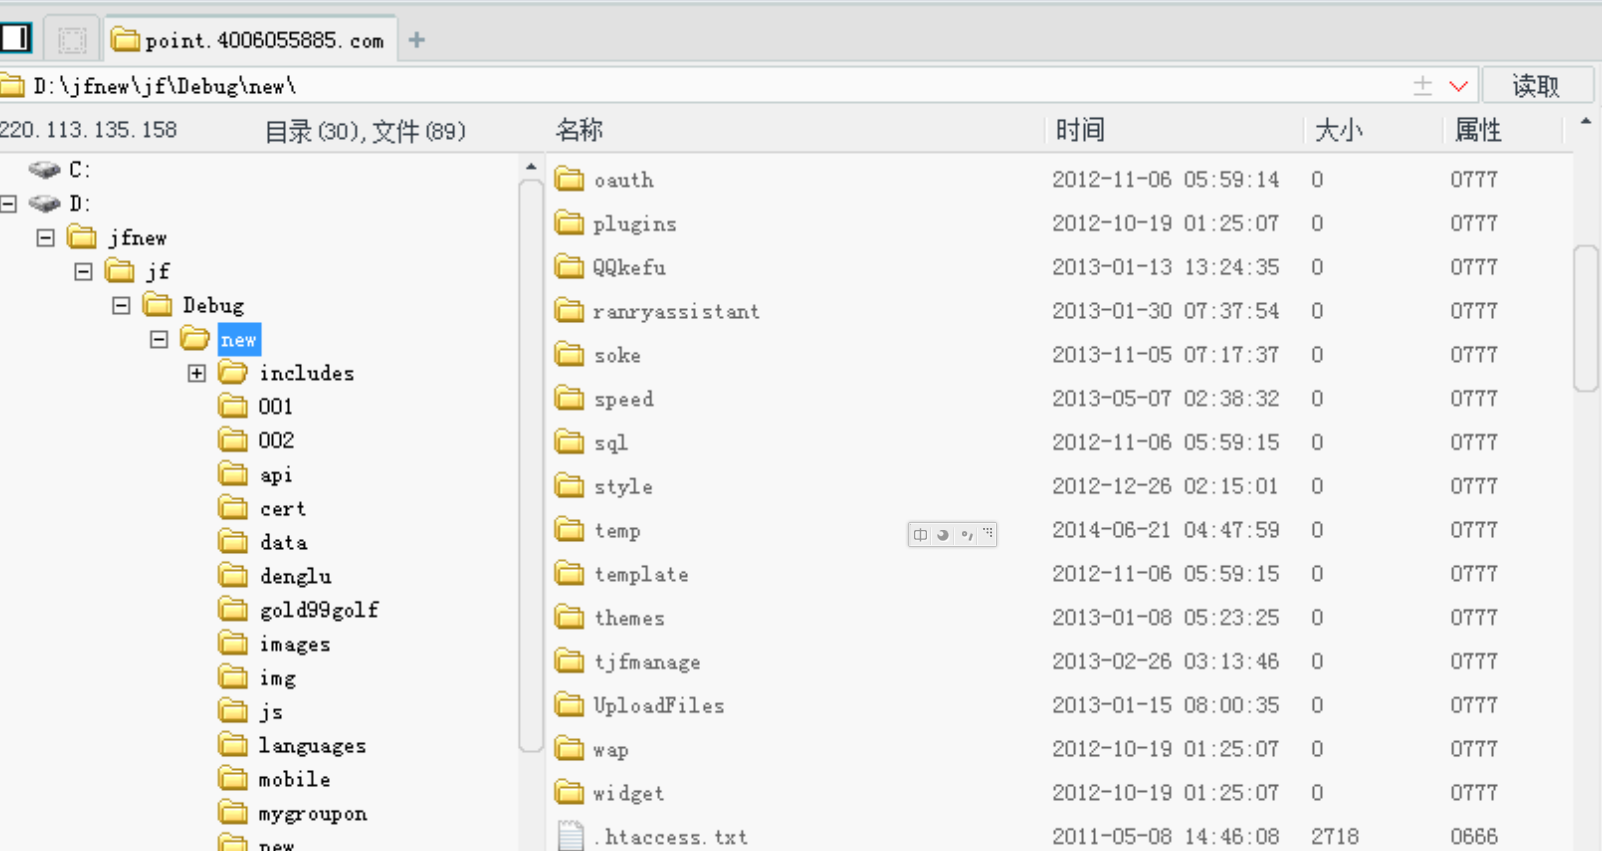 point.4006055885.com
D:\jfnew\jf\Debug\new\
读取
220.113.135.158 目录(30),文件(89)
名称 时间 大小 属性
C:
D:
jfnew
jf
Debug
new
includes
001
002
api
cert
data
denglu
gold99golf
images
img
js
languages
mobile
mygroupon
new
oauth 2012-11-06 05:59:14 0 0777
plugins 2012-10-19 01:25:07 0 0777
QQkefu 2013-01-13 13:24:35 0 0777
ranryassistant 2013-01-30 07:37:54 0 0777
soke 2013-11-05 07:17:37 0 0777
speed 2013-05-07 02:38:32 0 0777
sql 2012-11-06 05:59:15 0 0777
style 2012-12-26 02:15:01 0 0777
temp 2014-06-21 04:47:59 0 0777
中
template 2012-11-06 05:59:15 0 0777
themes 2013-01-08 05:23:25 0 0777
tjfmanage 2013-02-26 03:13:46 0 0777
UploadFiles 2013-01-15 08:00:35 0 0777
wap 2012-10-19 01:25:07 0 0777
widget 2012-10-19 01:25:07 0 0777
.htaccess.txt 2011-05-08 14:46:08 2718 0666